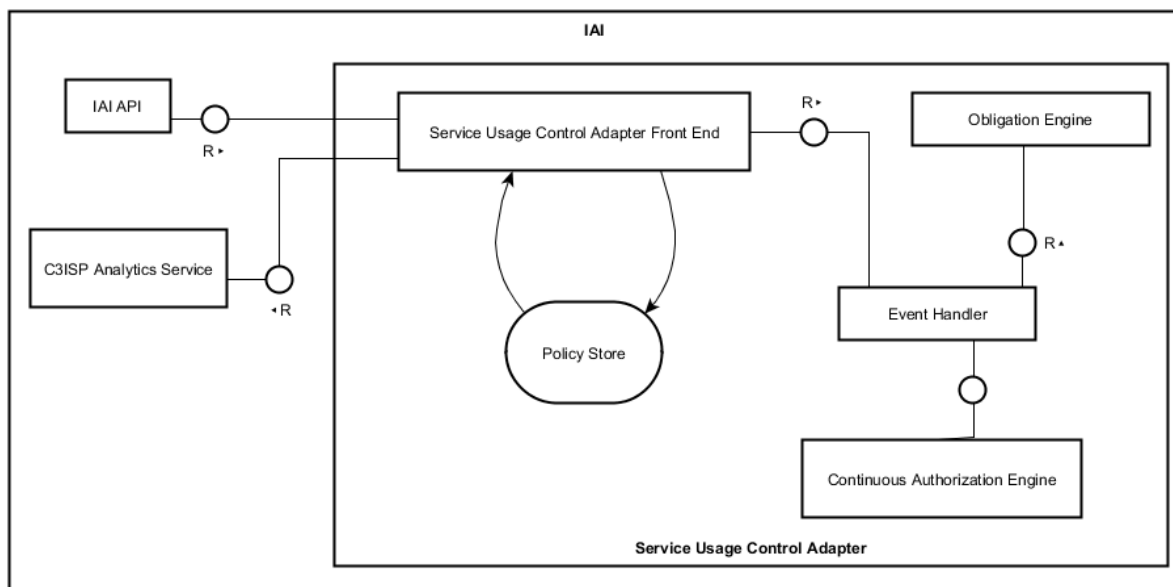 IAI
IAI API
R ▸
Service Usage Control Adapter Front End
R ▸
Obligation Engine
C3ISP Analytics Service
◂ R
R ▴
Event Handler
Policy Store
Continuous Authorization Engine
Service Usage Control Adapter